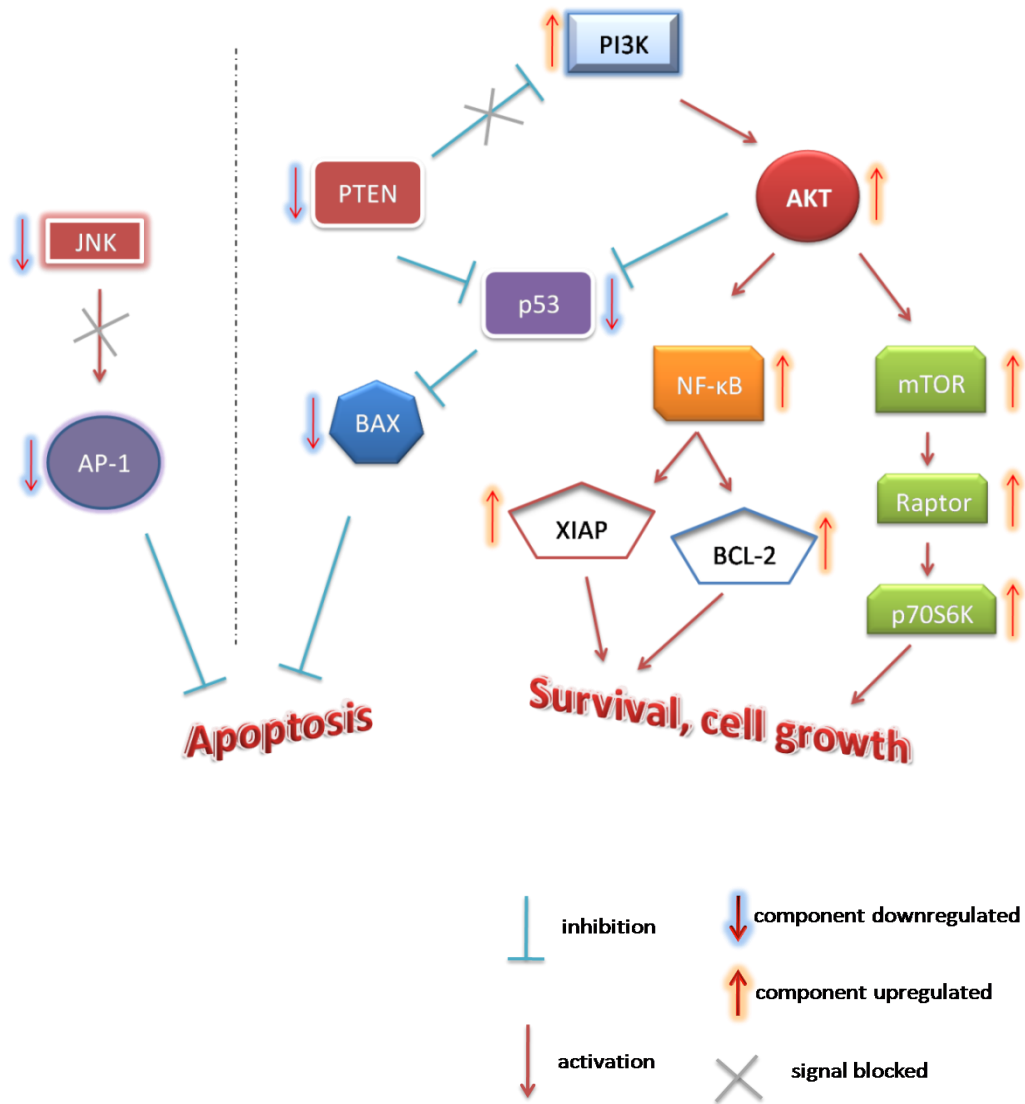 PI3K
PTEN
AKT
JNK
p53
NF-κB
mTOR
BAX
AP-1
XIAP
BCL-2
Raptor
p70S6K
Apoptosis
Survival, cell growth
inhibition
component downregulated
component upregulated
activation
signal blocked